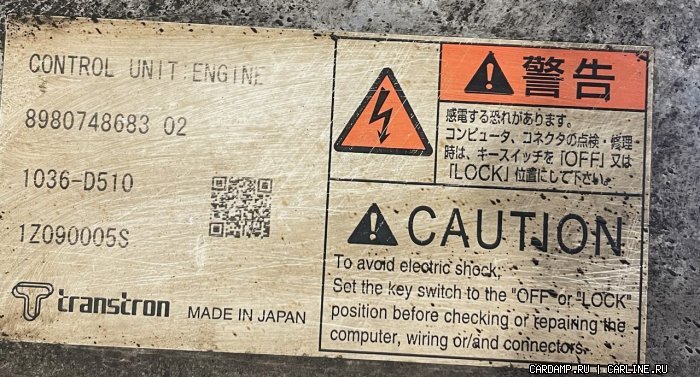 CONTROL UNIT:ENGINE
8980748683 02
1036-D510
1Z090005S
transtron
MADE IN JAPAN
警告
感電する恐れがあります。
コンピュータ、コネクタの点検・修理
時は、キースイッチを「OFF」又は
「LOCK」位置にして下さい。
CAUTION
To avoid electric shock,
Set the key switch to the "OFF" or "LOCK"
position before checking or repairing the
computer, wiring or/and connectors.
CARDAMP.RU | CARLINE.RU